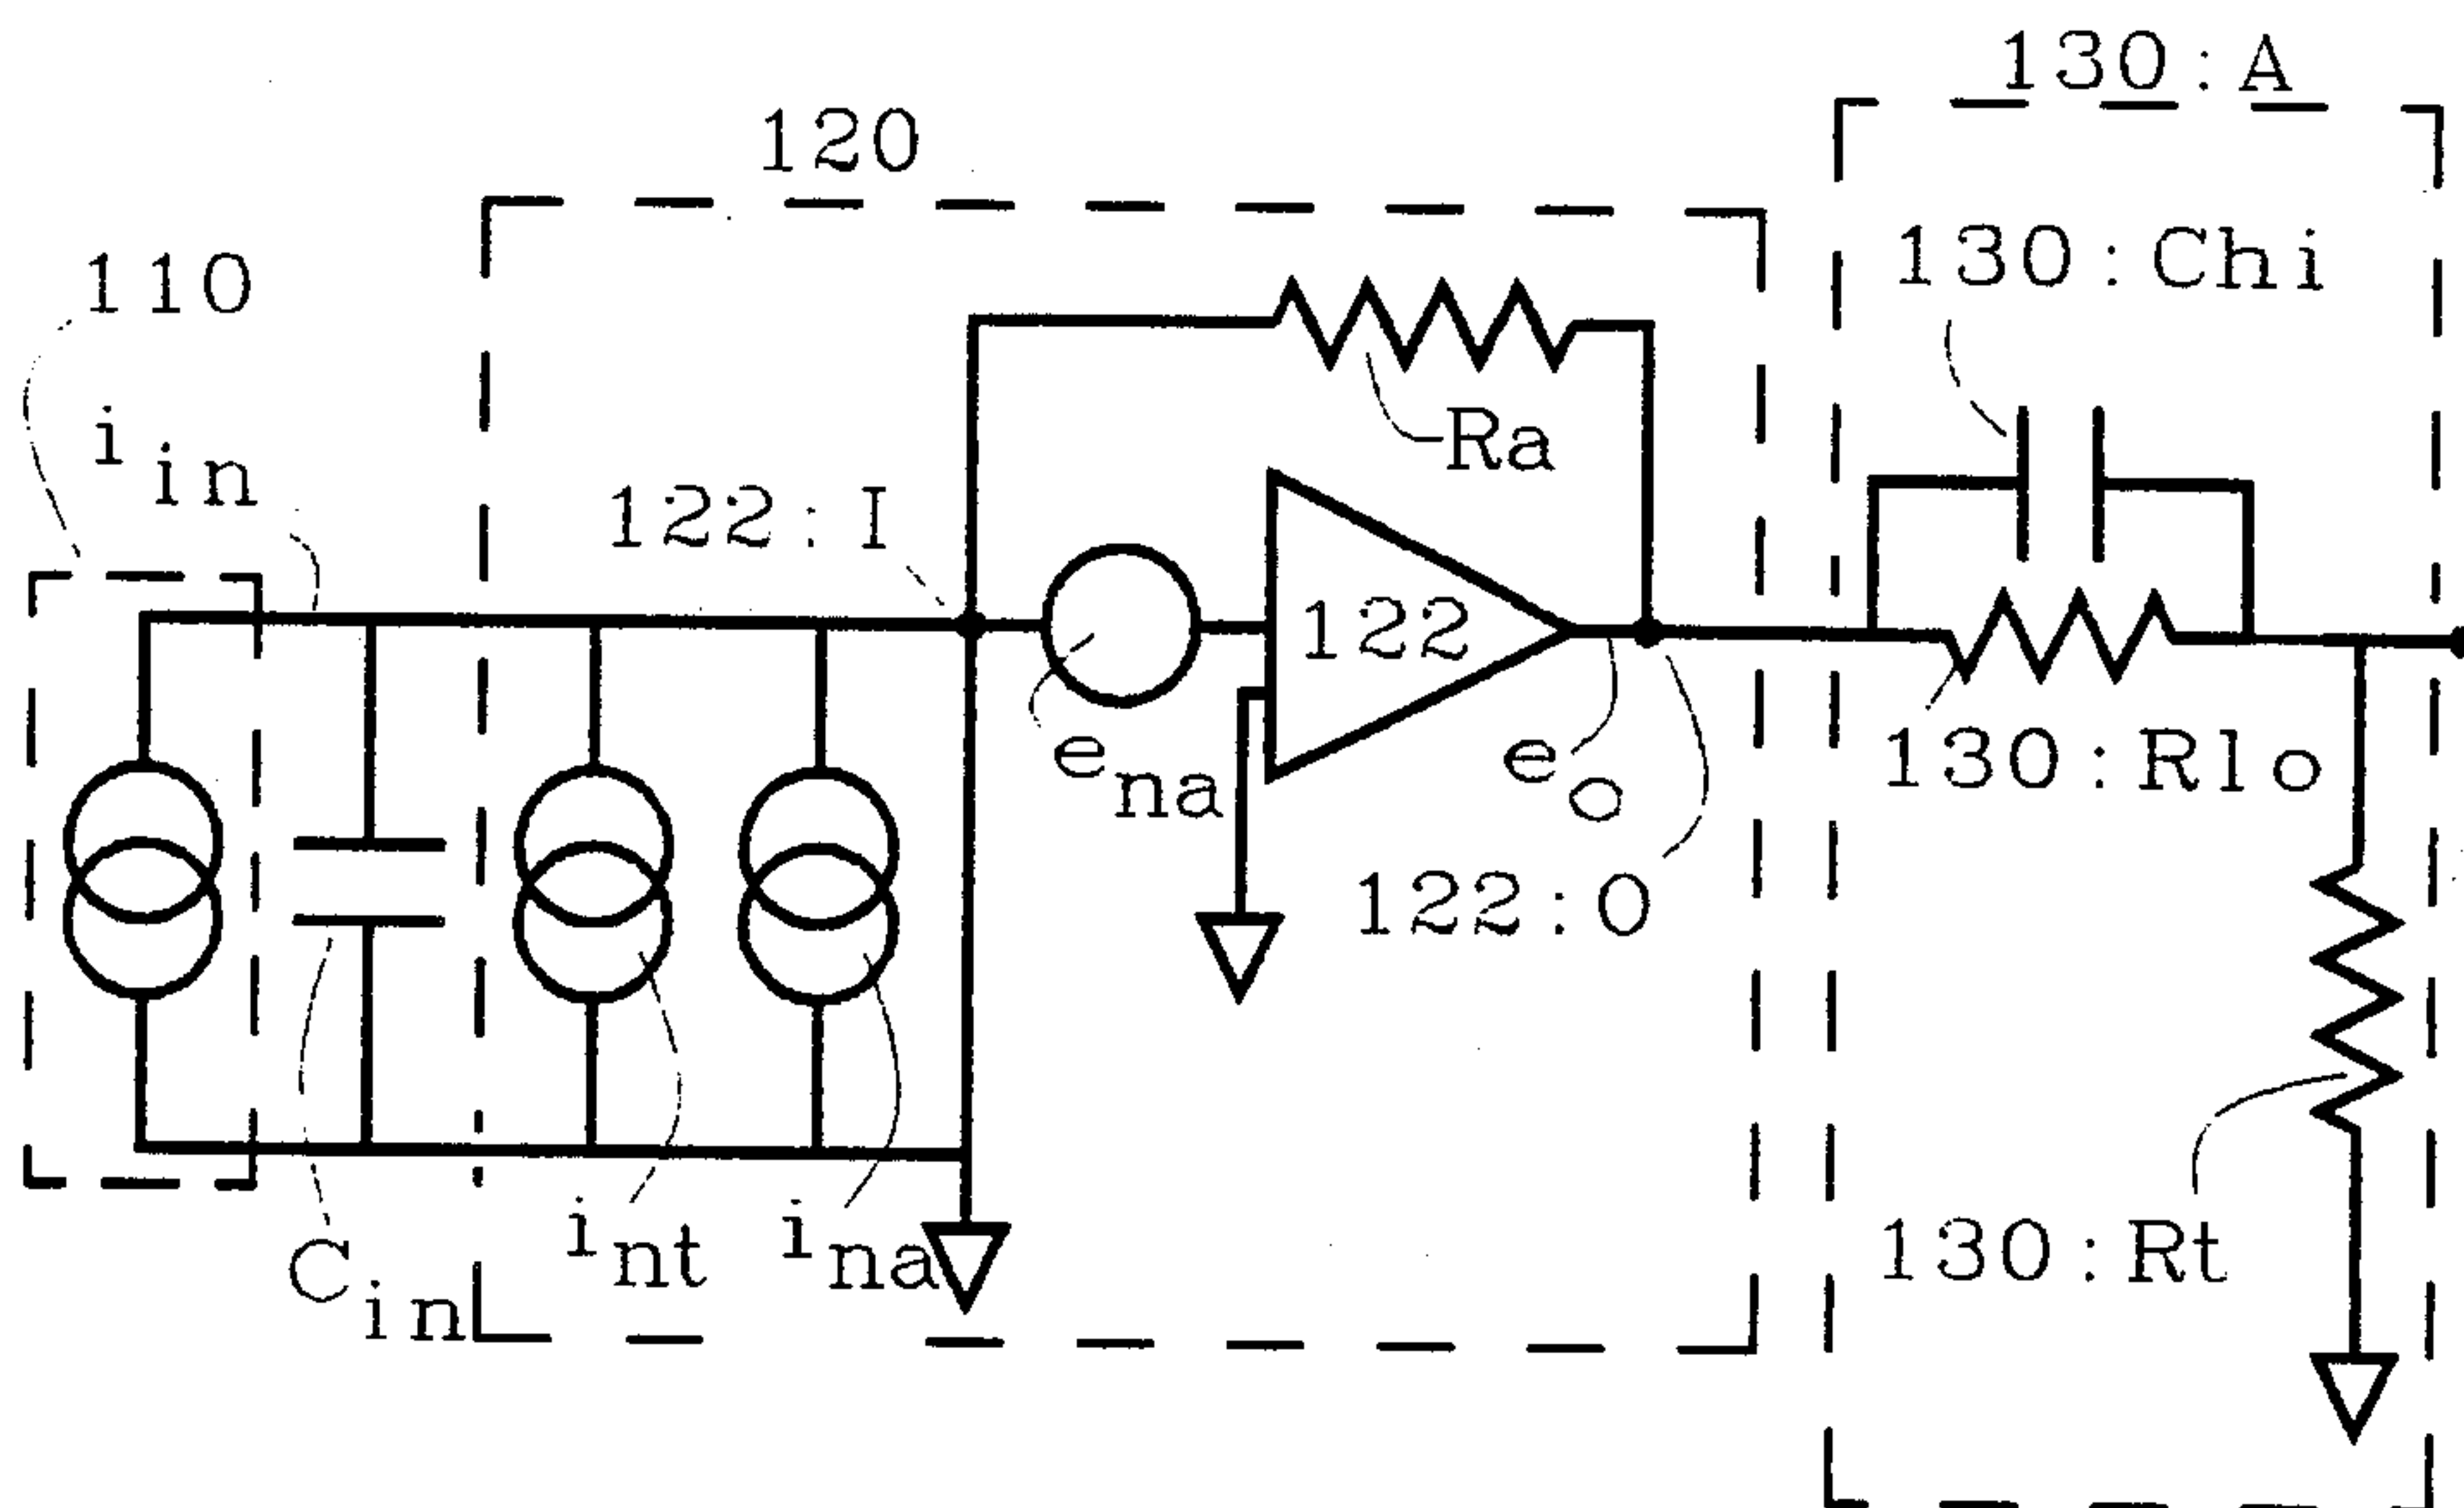 130:A
120
130:Chi
110
i in
Ra
122:I
122
130:Rlo
e na
e o
122:O
130:Rt
C in
i nt
i na